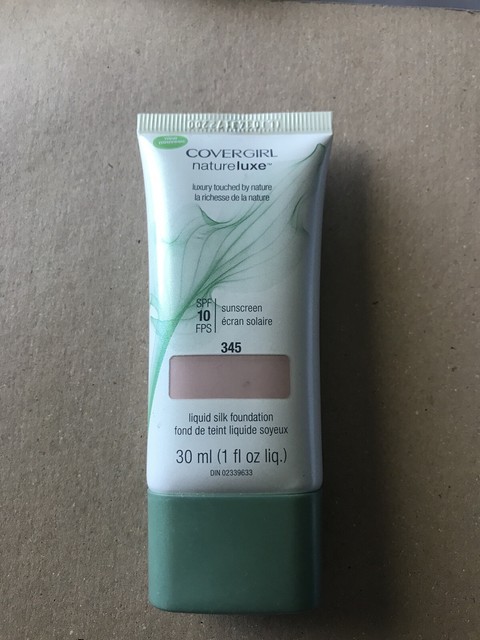 COVERGIRL
natureluxe™
luxury touched by nature
la richesse de la nature
SPF
10
FPS
sunscreen
écran solaire
345
liquid silk foundation
fond de teint liquide soyeux
30 ml (1 fl oz liq.)
DIN 02339633